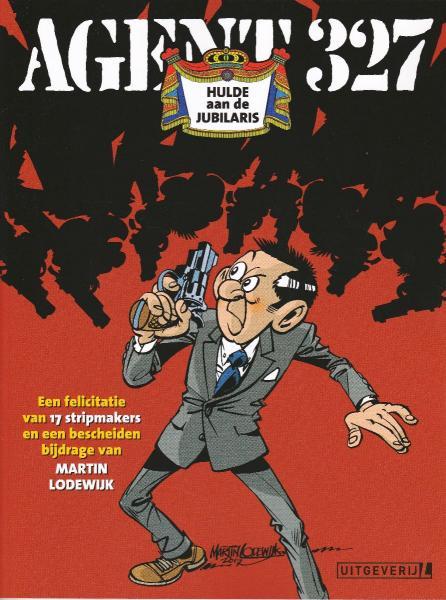 AGENT 327
HULDE
aan de
JUBILARIS
Een felicitatie
van 17 stripmakers
en een bescheiden
bijdrage van
MARTIN
LODEWIJK
MARTIN LODEWIJK
2012
UITGEVERIJ L